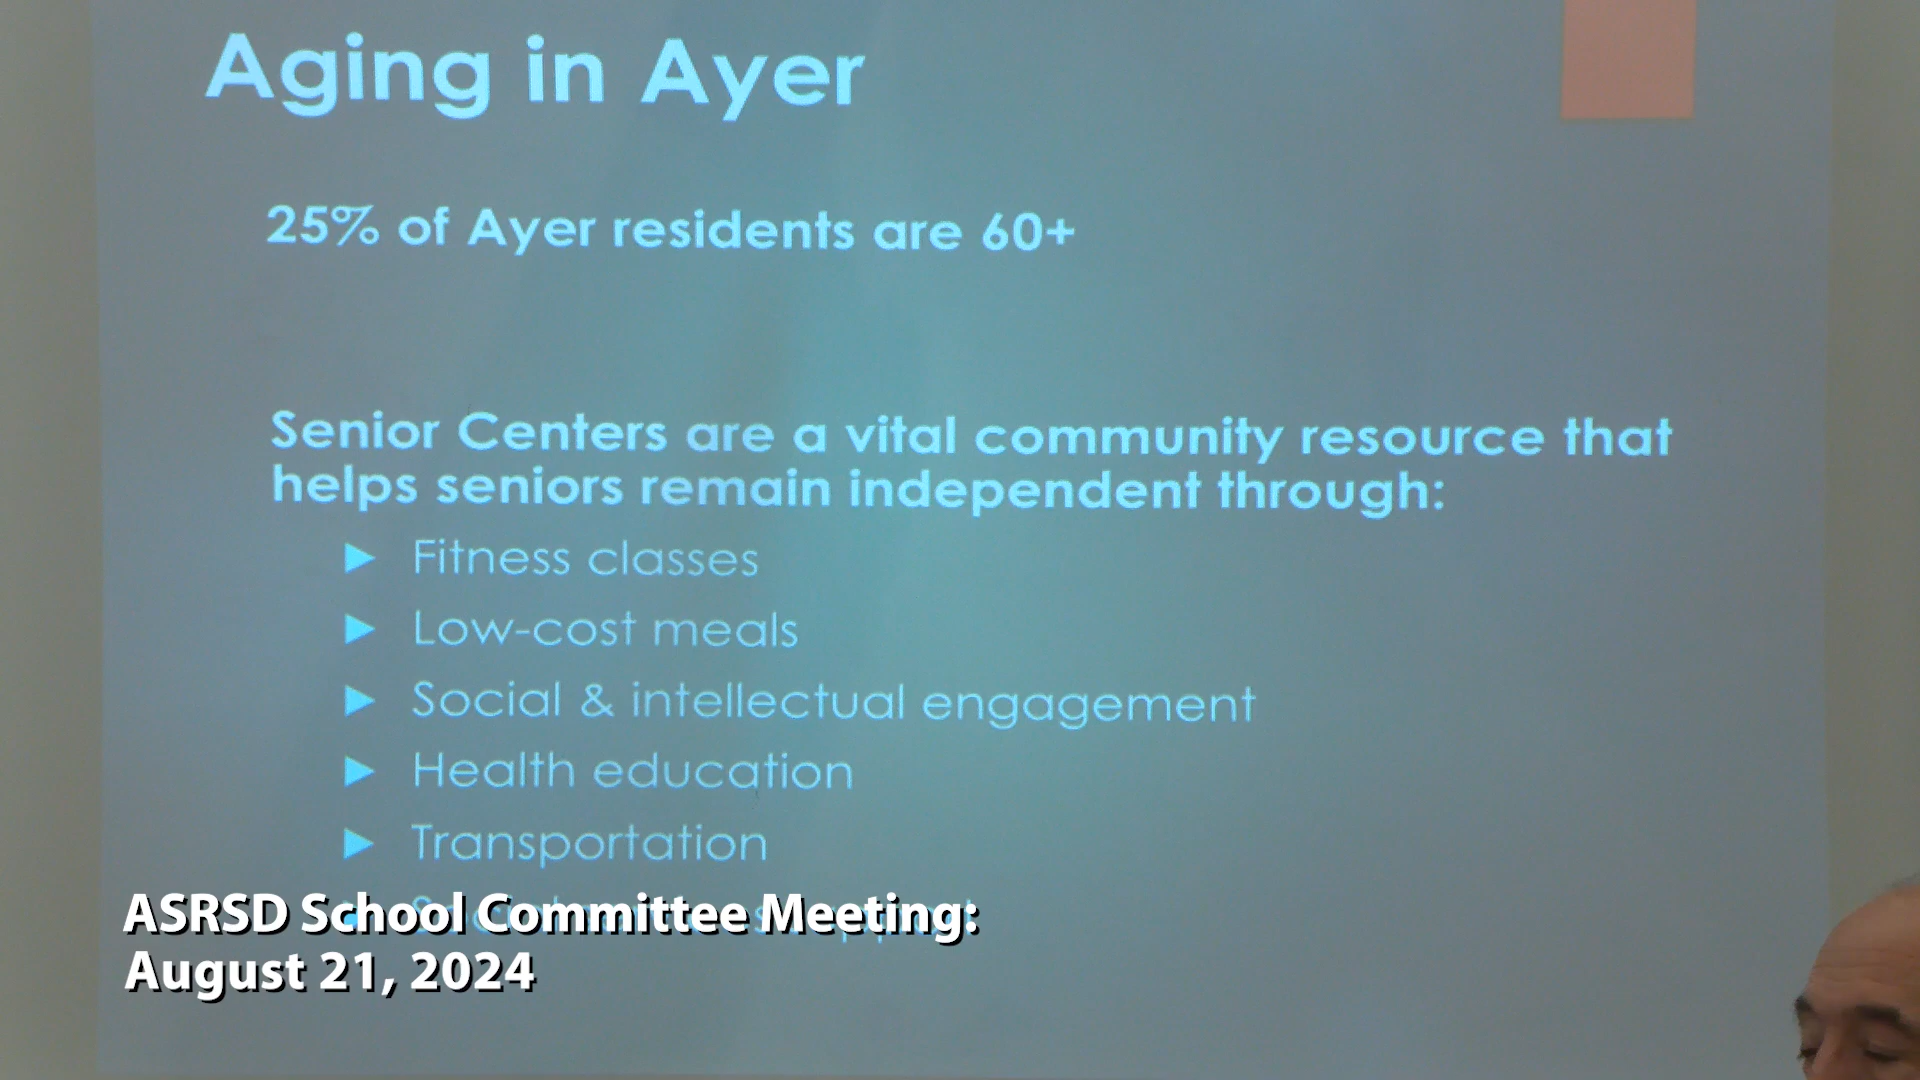 Aging in Ayer
25% of Ayer residents are 60+
Senior Centers are a vital community resource that
helps seniors remain independent through:
► Fitness classes
► Low-cost meals
► Social & intellectual engagement
► Health education
► Transportation
ASRSD School Committee Meeting:
August 21, 2024